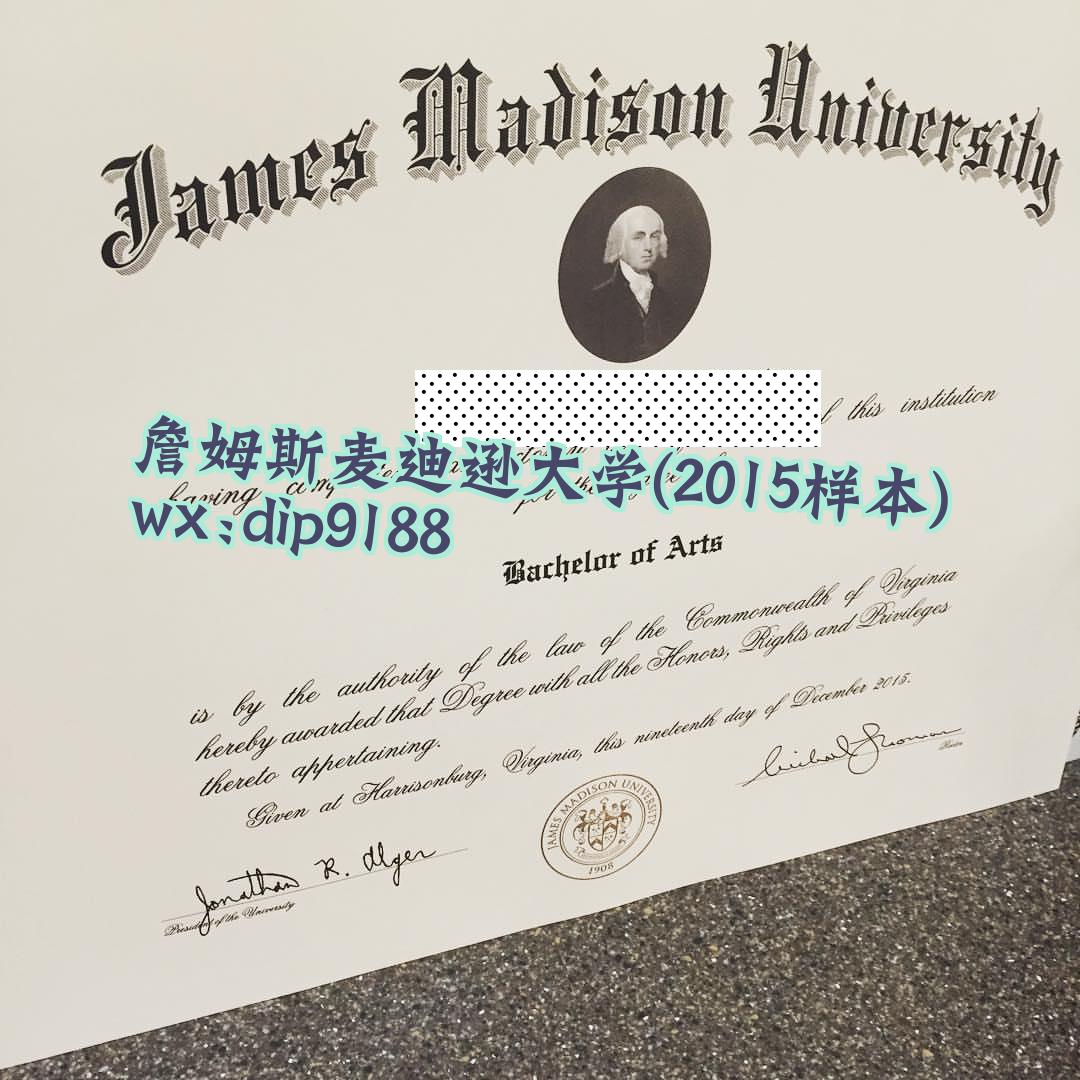 James Madison University
of this institution
詹姆斯麦迪逊大学(2015样本)
having
wx:dip9188
Bachelor of Arts
is by the authority of the law of the Commonwealth of Virginia
hereby awarded that Degree with all the Honors, Rights and Privileges
thereto appertaining.
Given at Harrisonburg, Virginia, this nineteenth day of December 2015.
Rector
JAMES MADISON UNIVERSITY
1908
Jonathan R. Alger
President of the University